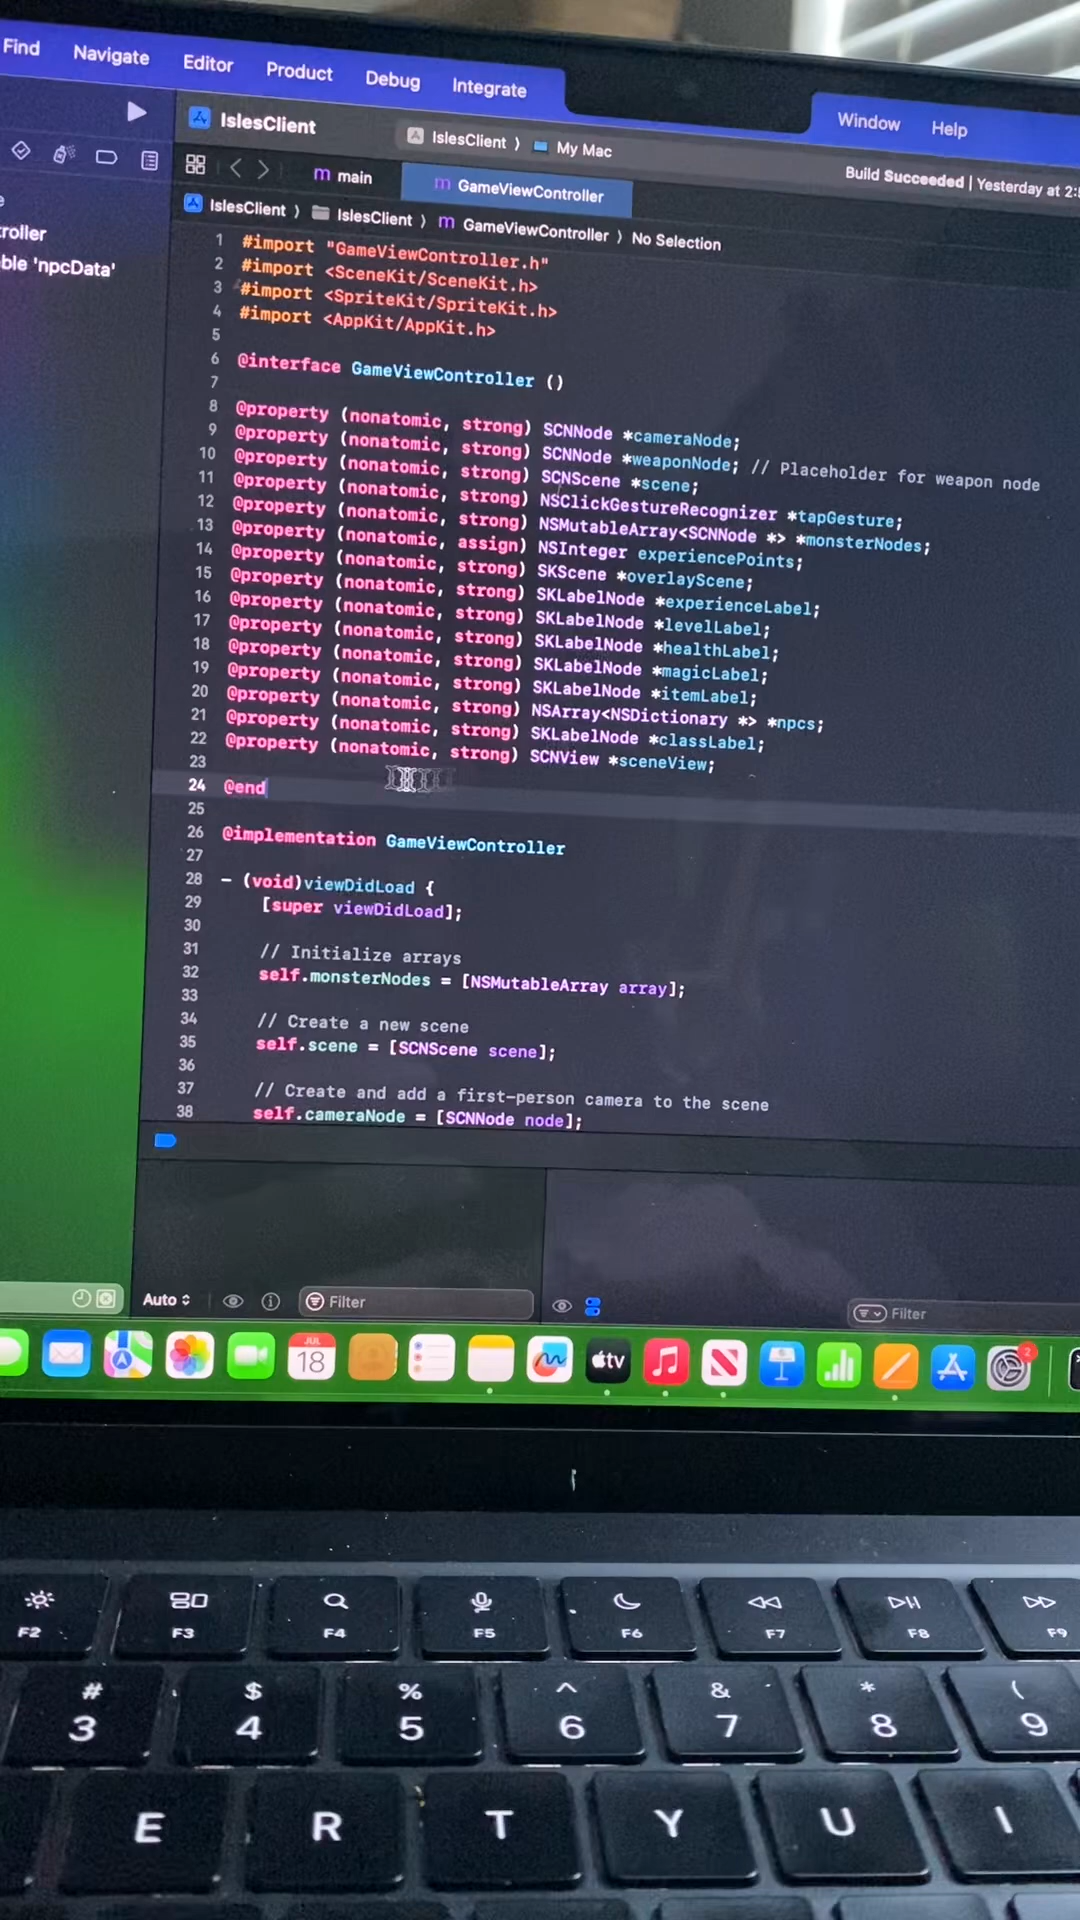 Find Navigate Editor Product Debug Integrate Window Help
IslesClient IslesClient My Mac Build Succeeded | Yesterday at 2:
main GameViewController
IslesClient IslesClient GameViewController No Selection
roller
ble 'npcData'
1 #import "GameViewController.h"
2 #import <SceneKit/SceneKit.h>
3 #import <SpriteKit/SpriteKit.h>
4 #import <AppKit/AppKit.h>
5
6 @interface GameViewController ()
7
8 @property (nonatomic, strong) SCNNode *cameraNode;
9 @property (nonatomic, strong) SCNNode *weaponNode; // Placeholder for weapon node
10 @property (nonatomic, strong) SCNScene *scene;
11 @property (nonatomic, strong) NSClickGestureRecognizer *tapGesture;
12 @property (nonatomic, strong) NSMutableArray<SCNNode *> *monsterNodes;
13 @property (nonatomic, assign) NSInteger experiencePoints;
14 @property (nonatomic, strong) SKScene *overlayScene;
15 @property (nonatomic, strong) SKLabelNode *experienceLabel;
16 @property (nonatomic, strong) SKLabelNode *levelLabel;
17 @property (nonatomic, strong) SKLabelNode *healthLabel;
18 @property (nonatomic, strong) SKLabelNode *magicLabel;
19 @property (nonatomic, strong) SKLabelNode *itemLabel;
20 @property (nonatomic, strong) NSArray<NSDictionary *> *npcs;
21 @property (nonatomic, strong) SKLabelNode *classLabel;
22 @property (nonatomic, strong) SCNView *sceneView;
23
24 @end
25
26 @implementation GameViewController
27
28 - (void)viewDidLoad {
29 [super viewDidLoad];
30
31 // Initialize arrays
32 self.monsterNodes = [NSMutableArray array];
33
34 // Create a new scene
35 self.scene = [SCNScene scene];
36
37 // Create and add a first-person camera to the scene
38 self.cameraNode = [SCNNode node];
Auto Filter Filter
JUL
18
tv
2
F2 F3 F4 F5 F6 F7 F8 F9
# $ % ^ & * (
3 4 5 6 7 8 9
E R T Y U I